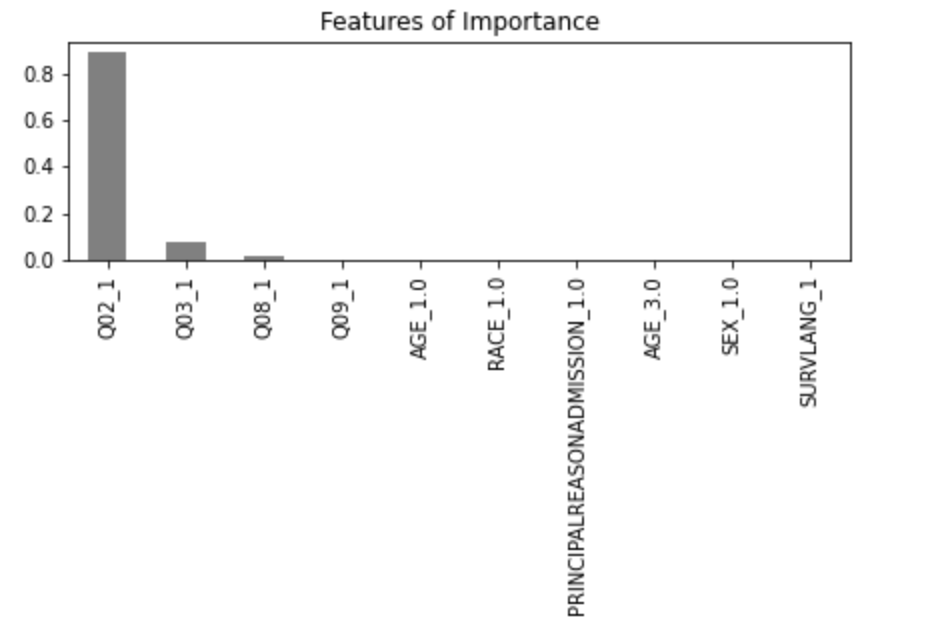 Features of Importance
0.8
0.6
0.4
0.2
0.0
Q02_1
Q03_1
Q08_1
Q09_1
AGE_1.0
RACE_1.0
PRINCIPALREASONADMISSION_1.0
AGE_3.0
SEX_1.0
SURVLANG_1